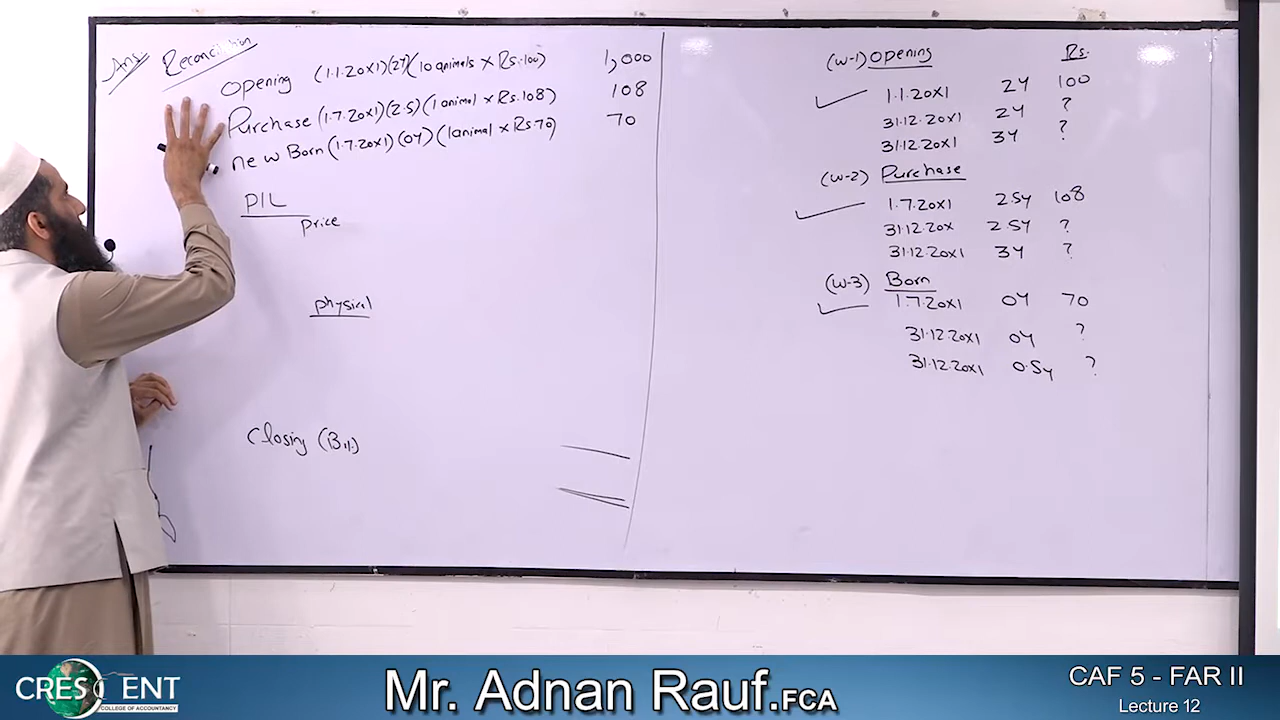 Ans
Reconciliation
Opening (1.1.20x1)(2Y)(10 animals x Rs.100) 1,000
Purchase (1.7.20x1)(2.5)(1 animal x Rs.108) 108
new Born (1.7.20x1)(0Y)(1 animal x Rs.70) 70
P/L
price
physical
Closing (B//.)
(W-1) Opening Rs.
1.1.20x1 2Y 100
31.12.20x1 2Y ?
31.12.20x1 3Y ?
(W-2) Purchase
1.7.20x1 2.5Y 108
31.12.20x 2.5Y ?
31.12.20x1 3Y ?
(W-3) Born
1.7.20x1 0Y 70
31.12.20x1 0Y ?
31.12.20x1 0.5Y ?
CRESCENT
COLLEGE OF ACCOUNTANCY
Mr. Adnan Rauf.FCA
CAF 5 - FAR II
Lecture 12